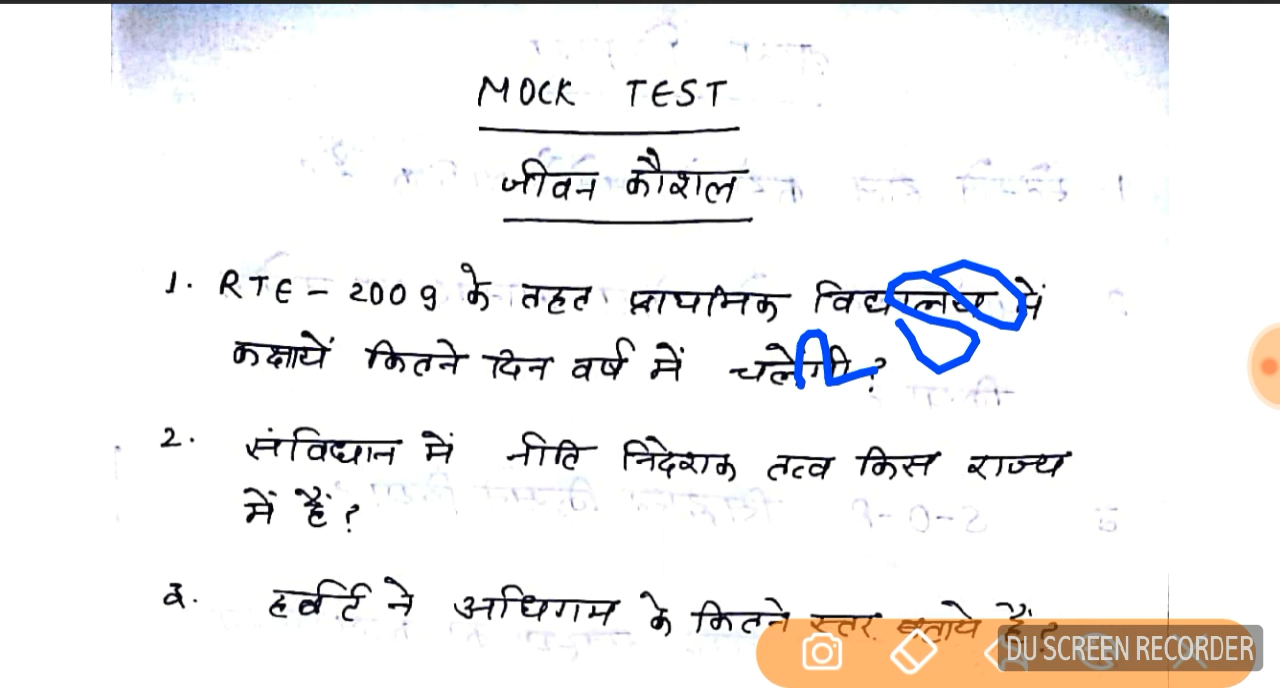 MOCK TEST
जीवन कौशल
1. RTE - 2009 के तहत प्राथमिक विद्यालय में
कक्षायें कितने दिन वर्ष में चलेगी?
2. संविधान में नीति निदेशक तत्व किस राज्य
में हैं?
3. हर्बर्ट ने अधिगम के कितने स्तर बताये हैं?
DU SCREEN RECORDER